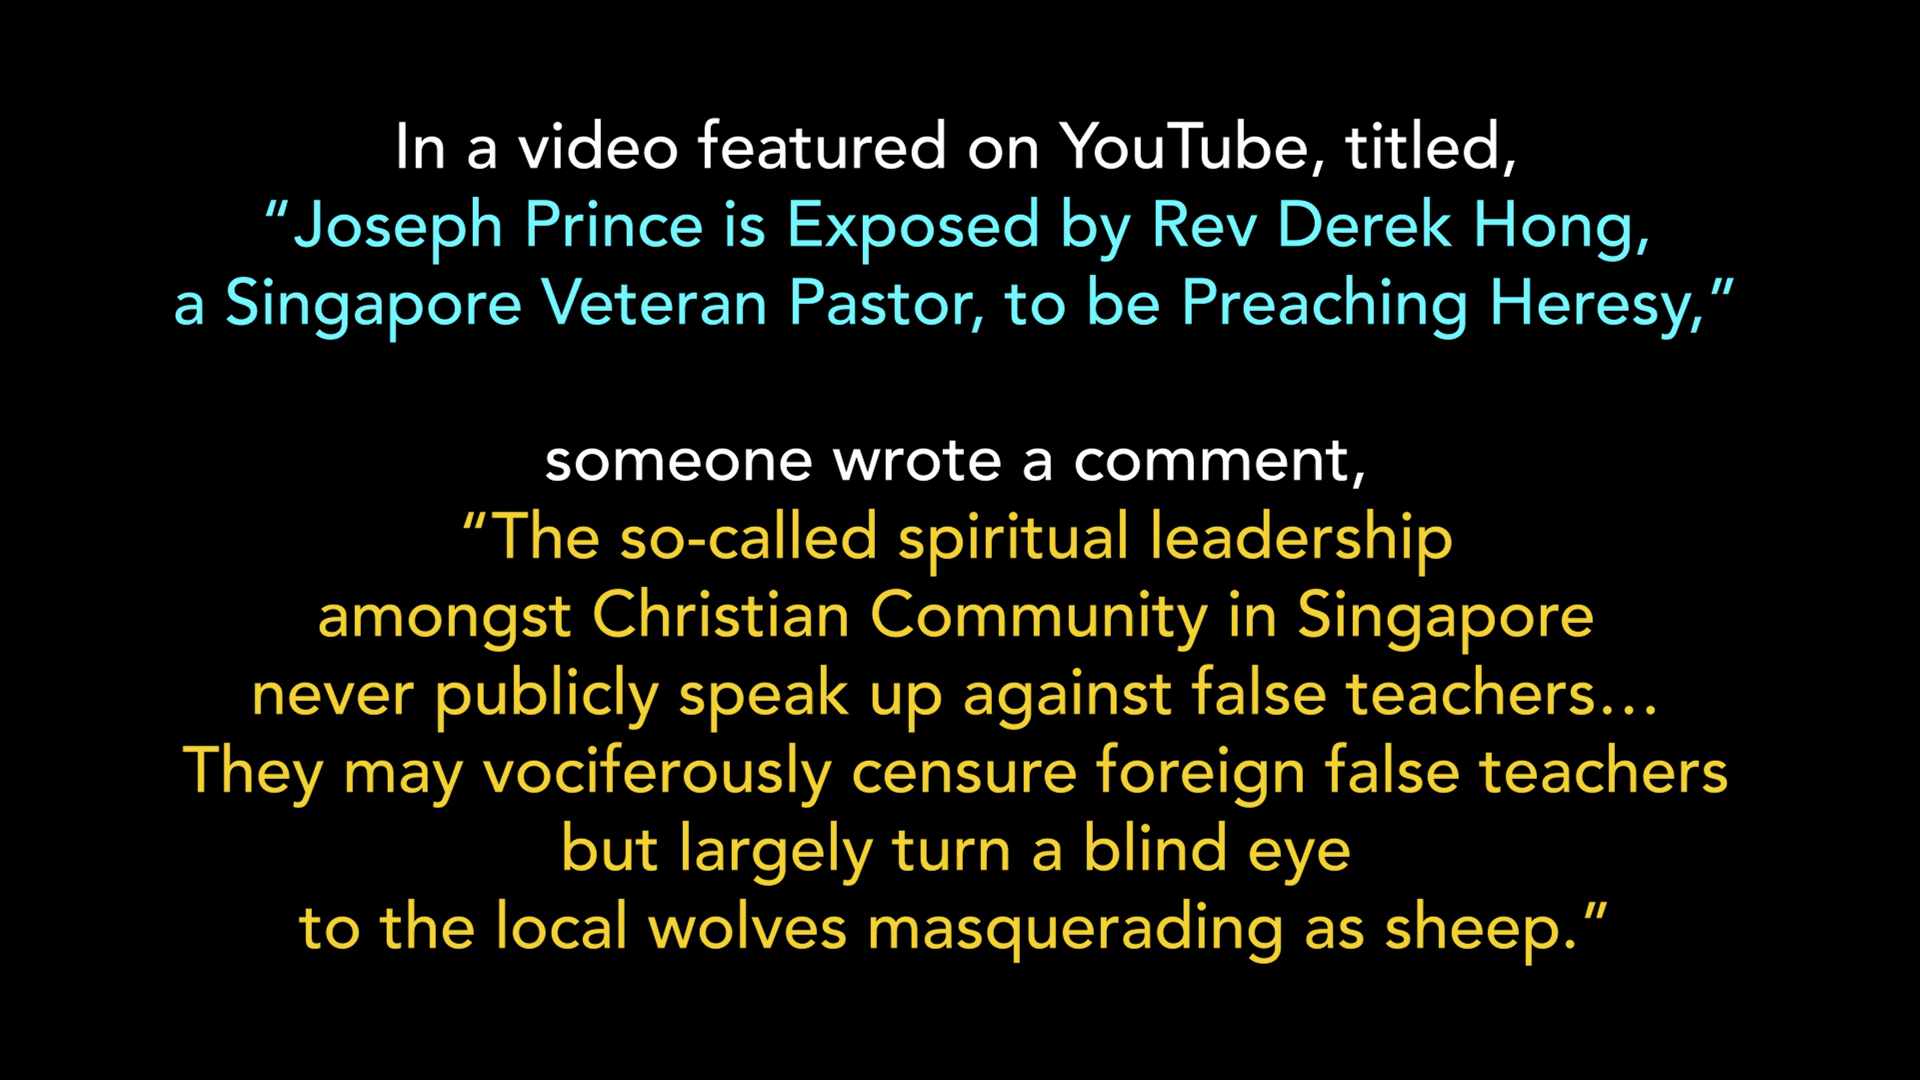 In a video featured on YouTube, titled,
“Joseph Prince is Exposed by Rev Derek Hong,
a Singapore Veteran Pastor, to be Preaching Heresy,”
someone wrote a comment,
“The so-called spiritual leadership
amongst Christian Community in Singapore
never publicly speak up against false teachers…
They may vociferously censure foreign false teachers
but largely turn a blind eye
to the local wolves masquerading as sheep.”